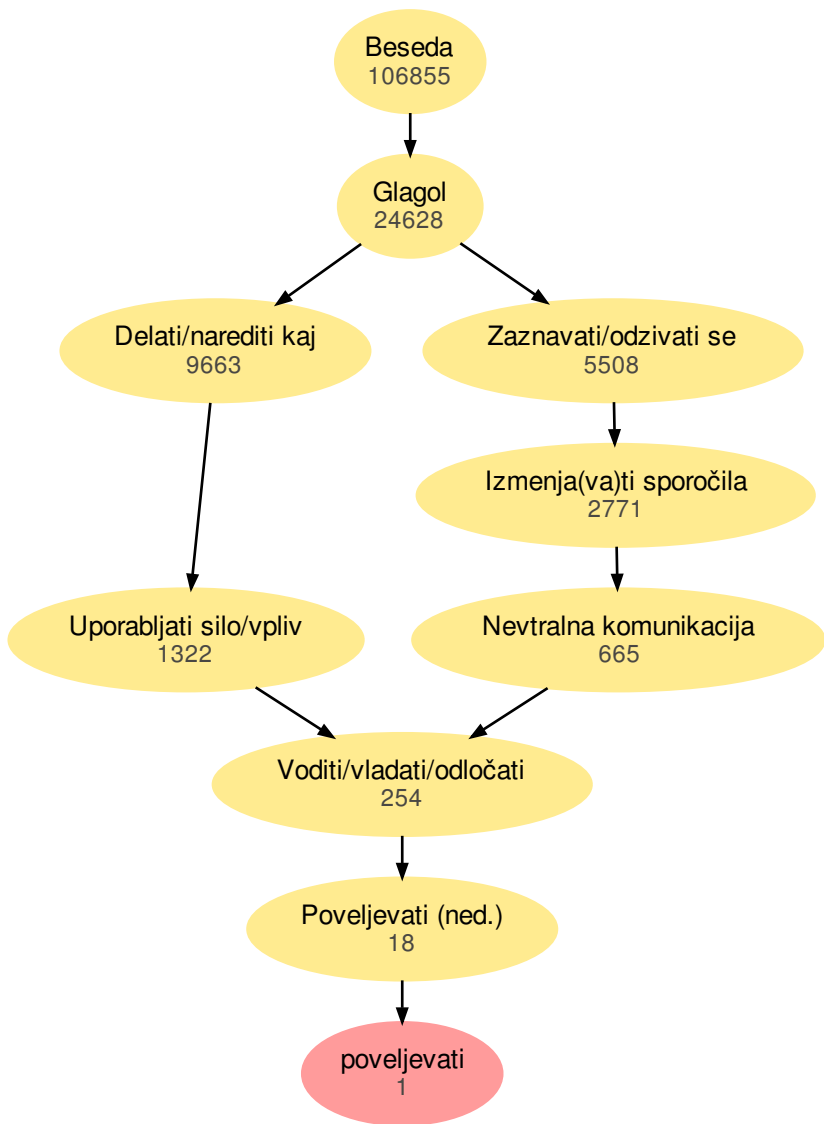 Beseda
106855
Glagol
24628
Delati/narediti kaj
9663
Zaznavati/odzivati se
5508
Izmenja(va)ti sporočila
2771
Uporabljati silo/vpliv
1322
Nevtralna komunikacija
665
Voditi/vladati/odločati
254
Poveljevati (ned.)
18
poveljevati
1